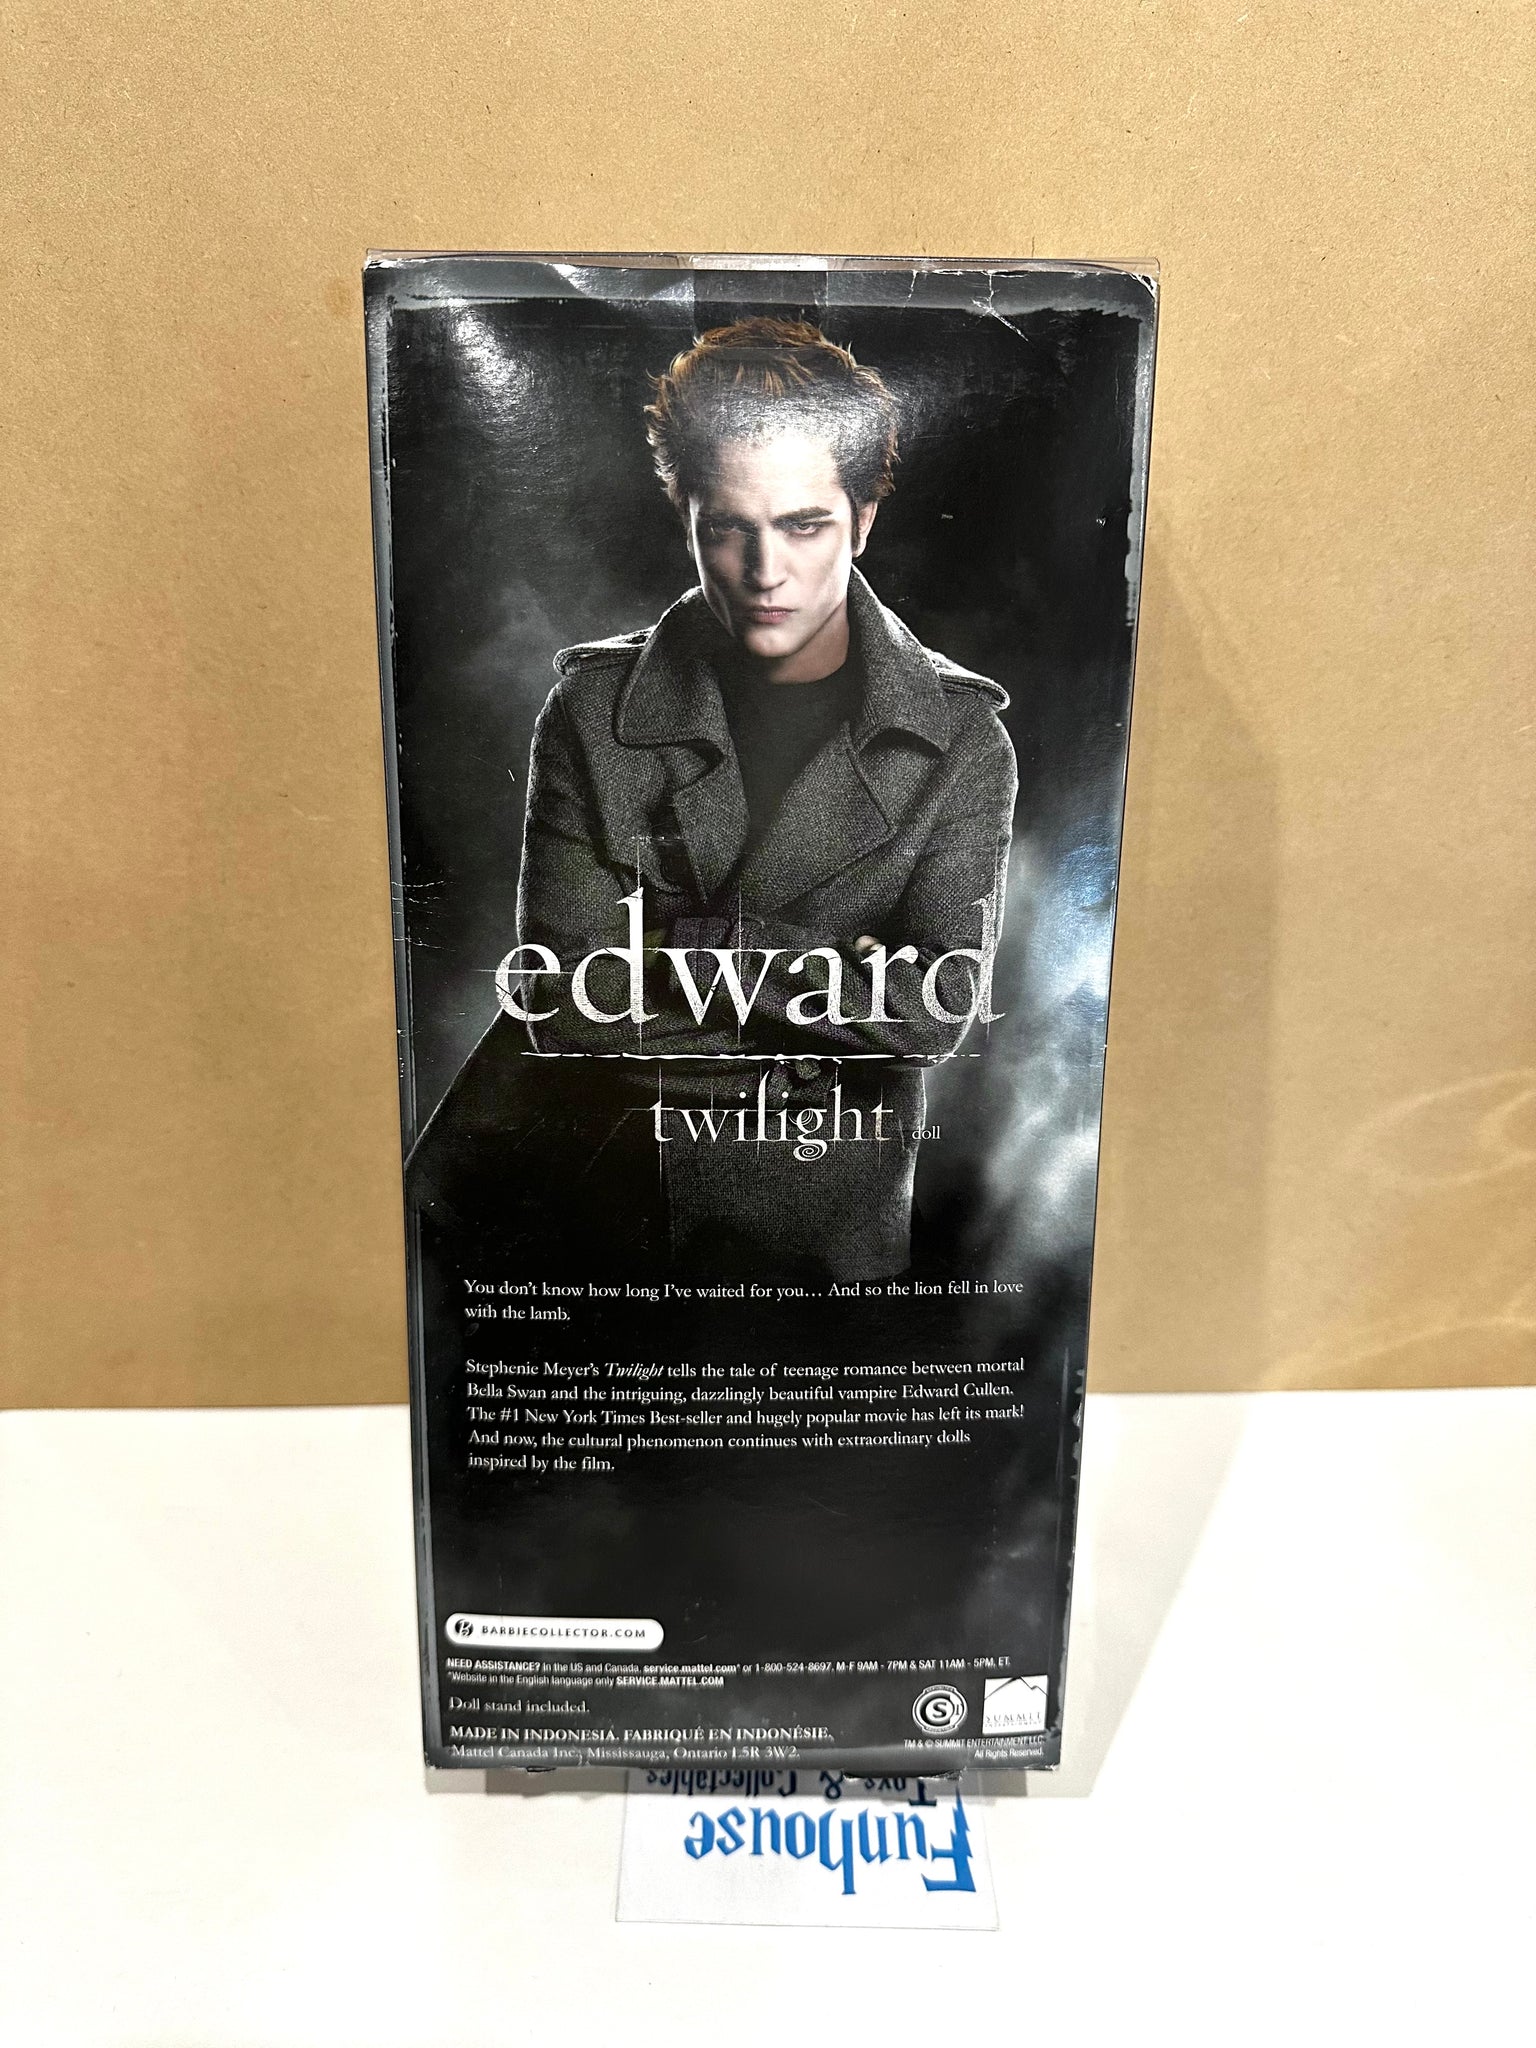 edward
twilight doll
You don't know how long I've waited for you... And so the lion fell in love
with the lamb.
Stephenie Meyer's Twilight tells the tale of teenage romance between mortal
Bella Swan and the intriguing, dazzlingly beautiful vampire Edward Cullen.
The #1 New York Times Best-seller and hugely popular movie has left its mark!
And now, the cultural phenomenon continues with extraordinary dolls
inspired by the film.
B BARBIECOLLECTOR.COM
NEED ASSISTANCE? In the US and Canada, service.mattel.com* or 1-800-524-8697, M-F 9AM - 7PM & SAT 11AM - 5PM, ET.
*Website in the English language only SERVICE.MATTEL.COM
Doll stand included.
MADE IN INDONESIA. FABRIQUÉ EN INDONÉSIE.
Mattel Canada Inc., Mississauga, Ontario L5R 3W2.
S
SUMMIT
ENTERTAINMENT
TM & © SUMMIT ENTERTAINMENT LLC.
All Rights Reserved.
Funhouse
Toys & Collectables